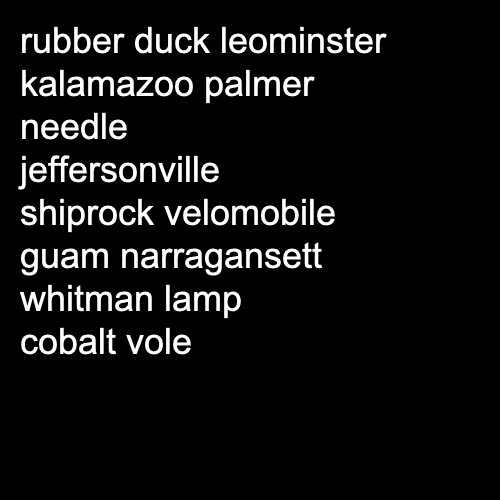 rubber duck leominster
kalamazoo palmer
needle
jeffersonville
shiprock velomobile
guam narragansett
whitman lamp
cobalt vole